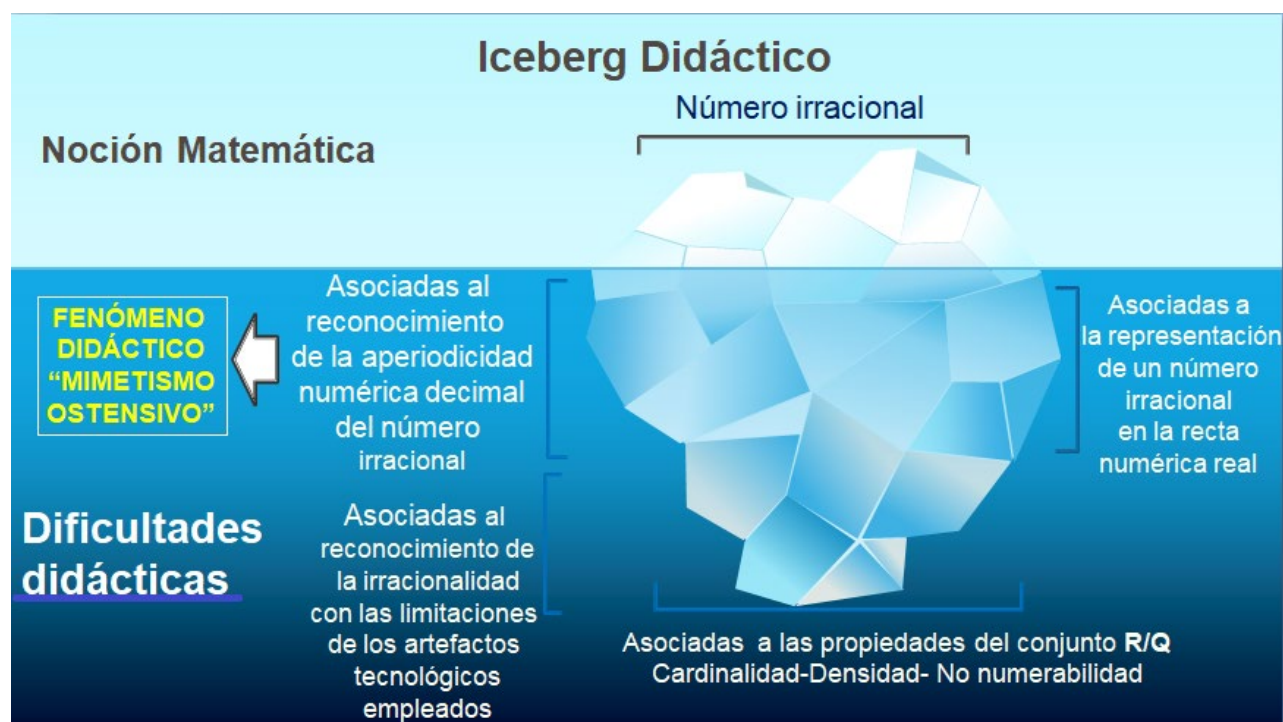 Iceberg Didáctico
Número irracional
Noción Matemática
FENÓMENO
DIDÁCTICO
“MIMETISMO
OSTENSIVO”
Asociadas al
reconocimiento
de la aperiodicidad
numérica decimal
del número
irracional
Asociadas a
la representación
de un número
irracional
en la recta
numérica real
Dificultades
didácticas
Asociadas al
reconocimiento de
la irracionalidad
con las limitaciones
de los artefactos
tecnológicos
empleados
Asociadas a las propiedades del conjunto R/Q
Cardinalidad-Densidad- No numerabilidad